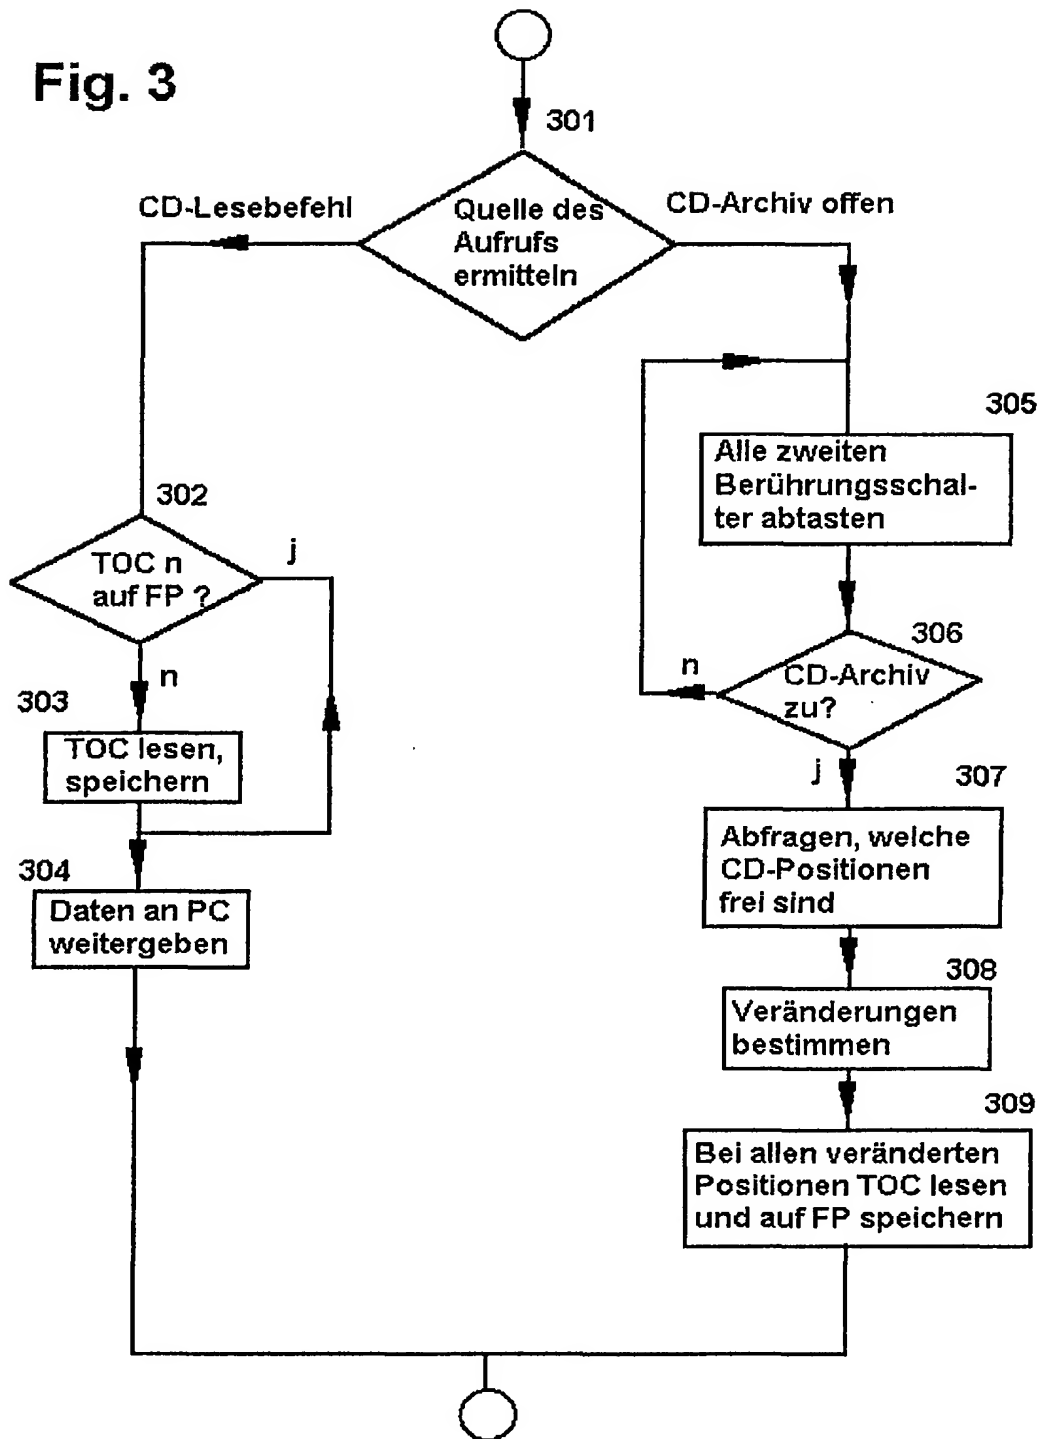 Fig. 3
301
CD-Lesebefehl
Quelle des
Aufrufs
ermitteln
CD-Archiv offen
302
TOC n
auf FP ?
j
n
303
TOC lesen,
speichern
304
Daten an PC
weitergeben
305
Alle zweiten
Berührungsschal-
ter abtasten
306
CD-Archiv
zu?
n
j
307
Abfragen, welche
CD-Positionen
frei sind
308
Veränderungen
bestimmen
309
Bei allen veränderten
Positionen TOC lesen
und auf FP speichern